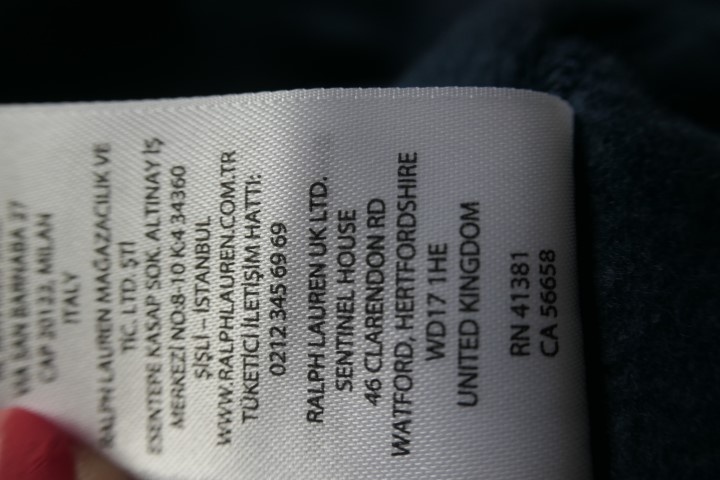 VIA SAN BARNABA 27
CAP 20122, MILAN
ITALY
RALPH LAUREN MAĞAZACILIK VE
TİC. LTD. ŞTİ
ESENTEPE KASAP SOK. ALTINAY İŞ
MERKEZİ NO:8-10 K:4 34360
ŞİŞLİ – İSTANBUL
WWW.RALPHLAUREN.COM.TR
TÜKETİCİ İLETİŞİM HATTI:
0212 345 69 69
RALPH LAUREN UK LTD.
SENTINEL HOUSE
46 CLARENDON RD
WATFORD, HERTFORDSHIRE
WD17 1HE
UNITED KINGDOM
RN 41381
CA 56658